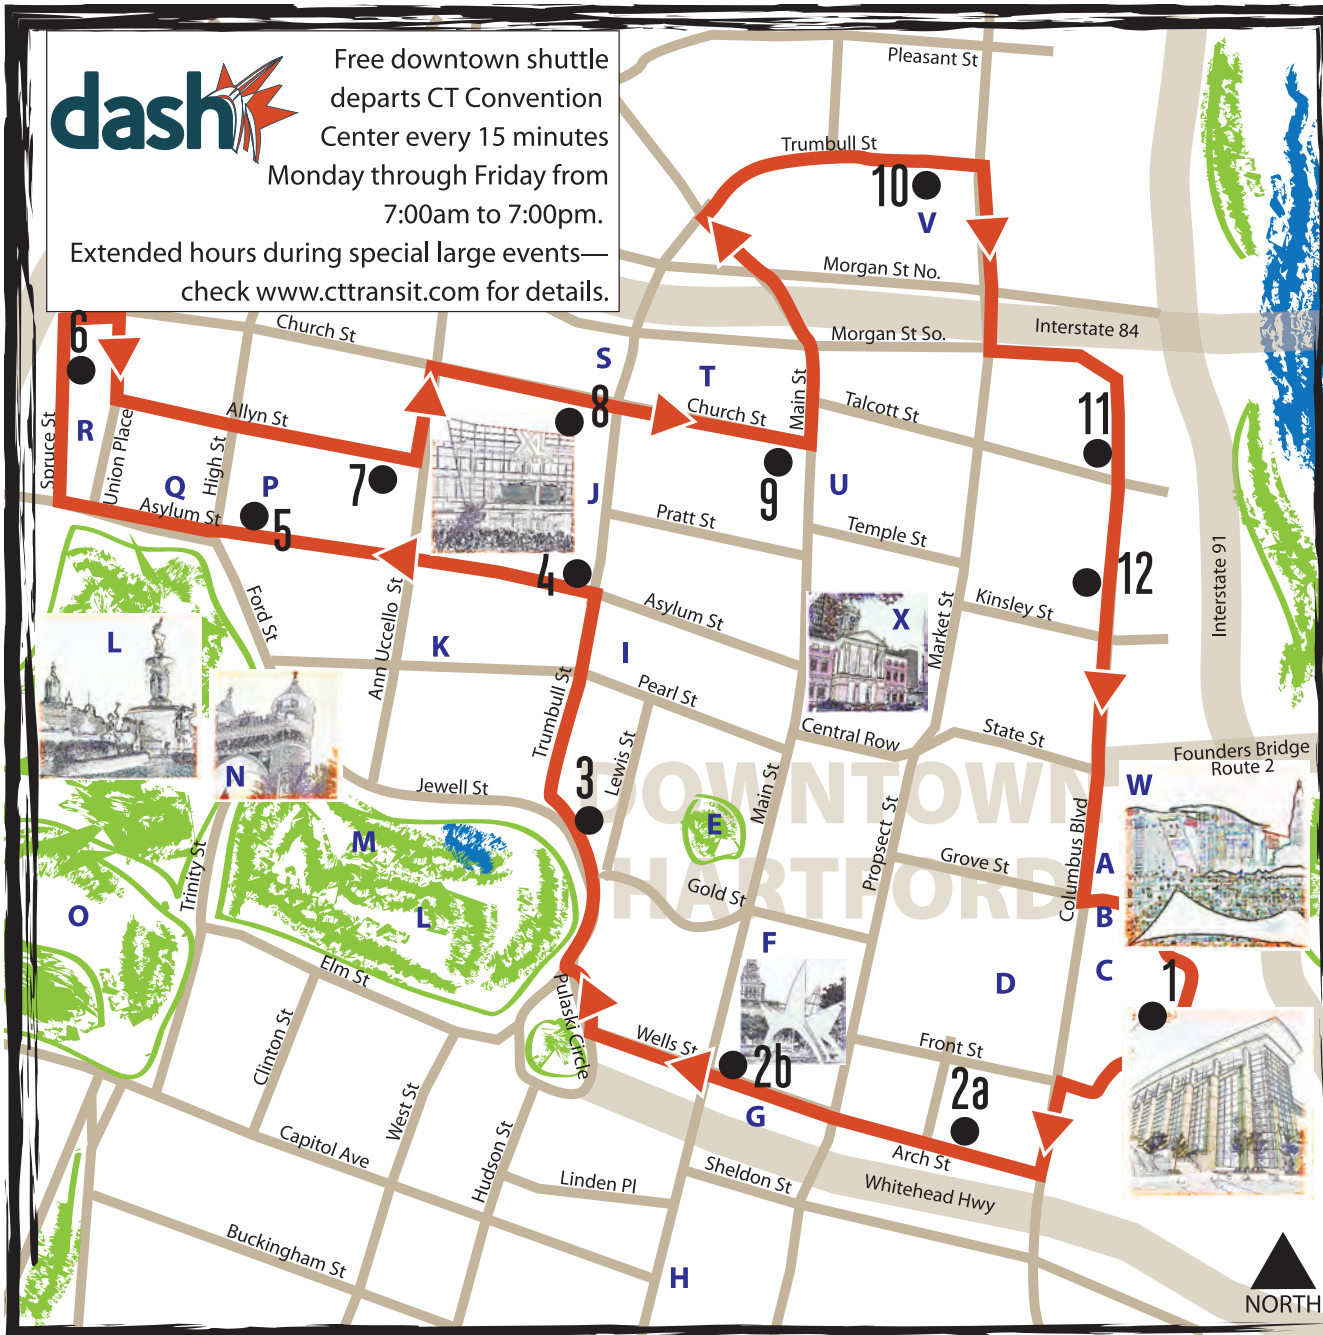 dash
Free downtown shuttle
departs CT Convention
Center every 15 minutes
Monday through Friday from
7:00am to 7:00pm.
Extended hours during special large events—
check www.cttransit.com for details.
Pleasant St
Trumbull St
10
V
Morgan St No.
Interstate 84
Morgan St So.
6
Church St
S
T
8
Church St
Main St
Talcott St
11
Allyn St
R
Spruce St
Union Place
High St
Q
P
7
XL
J
9
U
Asylum St
5
Pratt St
Temple St
4
12
Interstate 91
Ford St
Ann Uccello St
Asylum St
X
Market St
Kinsley St
L
K
I
Trumbull St
Pearl St
Central Row
State St
Founders Bridge
Route 2
N
Jewell St
3
Lewis St
DOWNTOWN
HARTFORD
Main St
W
E
Propsect St
Columbus Blvd
M
Grove St
A
Trinity St
Gold St
O
L
B
F
Elm St
C
D
1
Pulaski Circle
Clinton St
Wells St
Front St
2b
2a
West St
G
Capitol Ave
Hudson St
Arch St
Linden Pl
Sheldon St
Whitehead Hwy
Buckingham St
H
NORTH